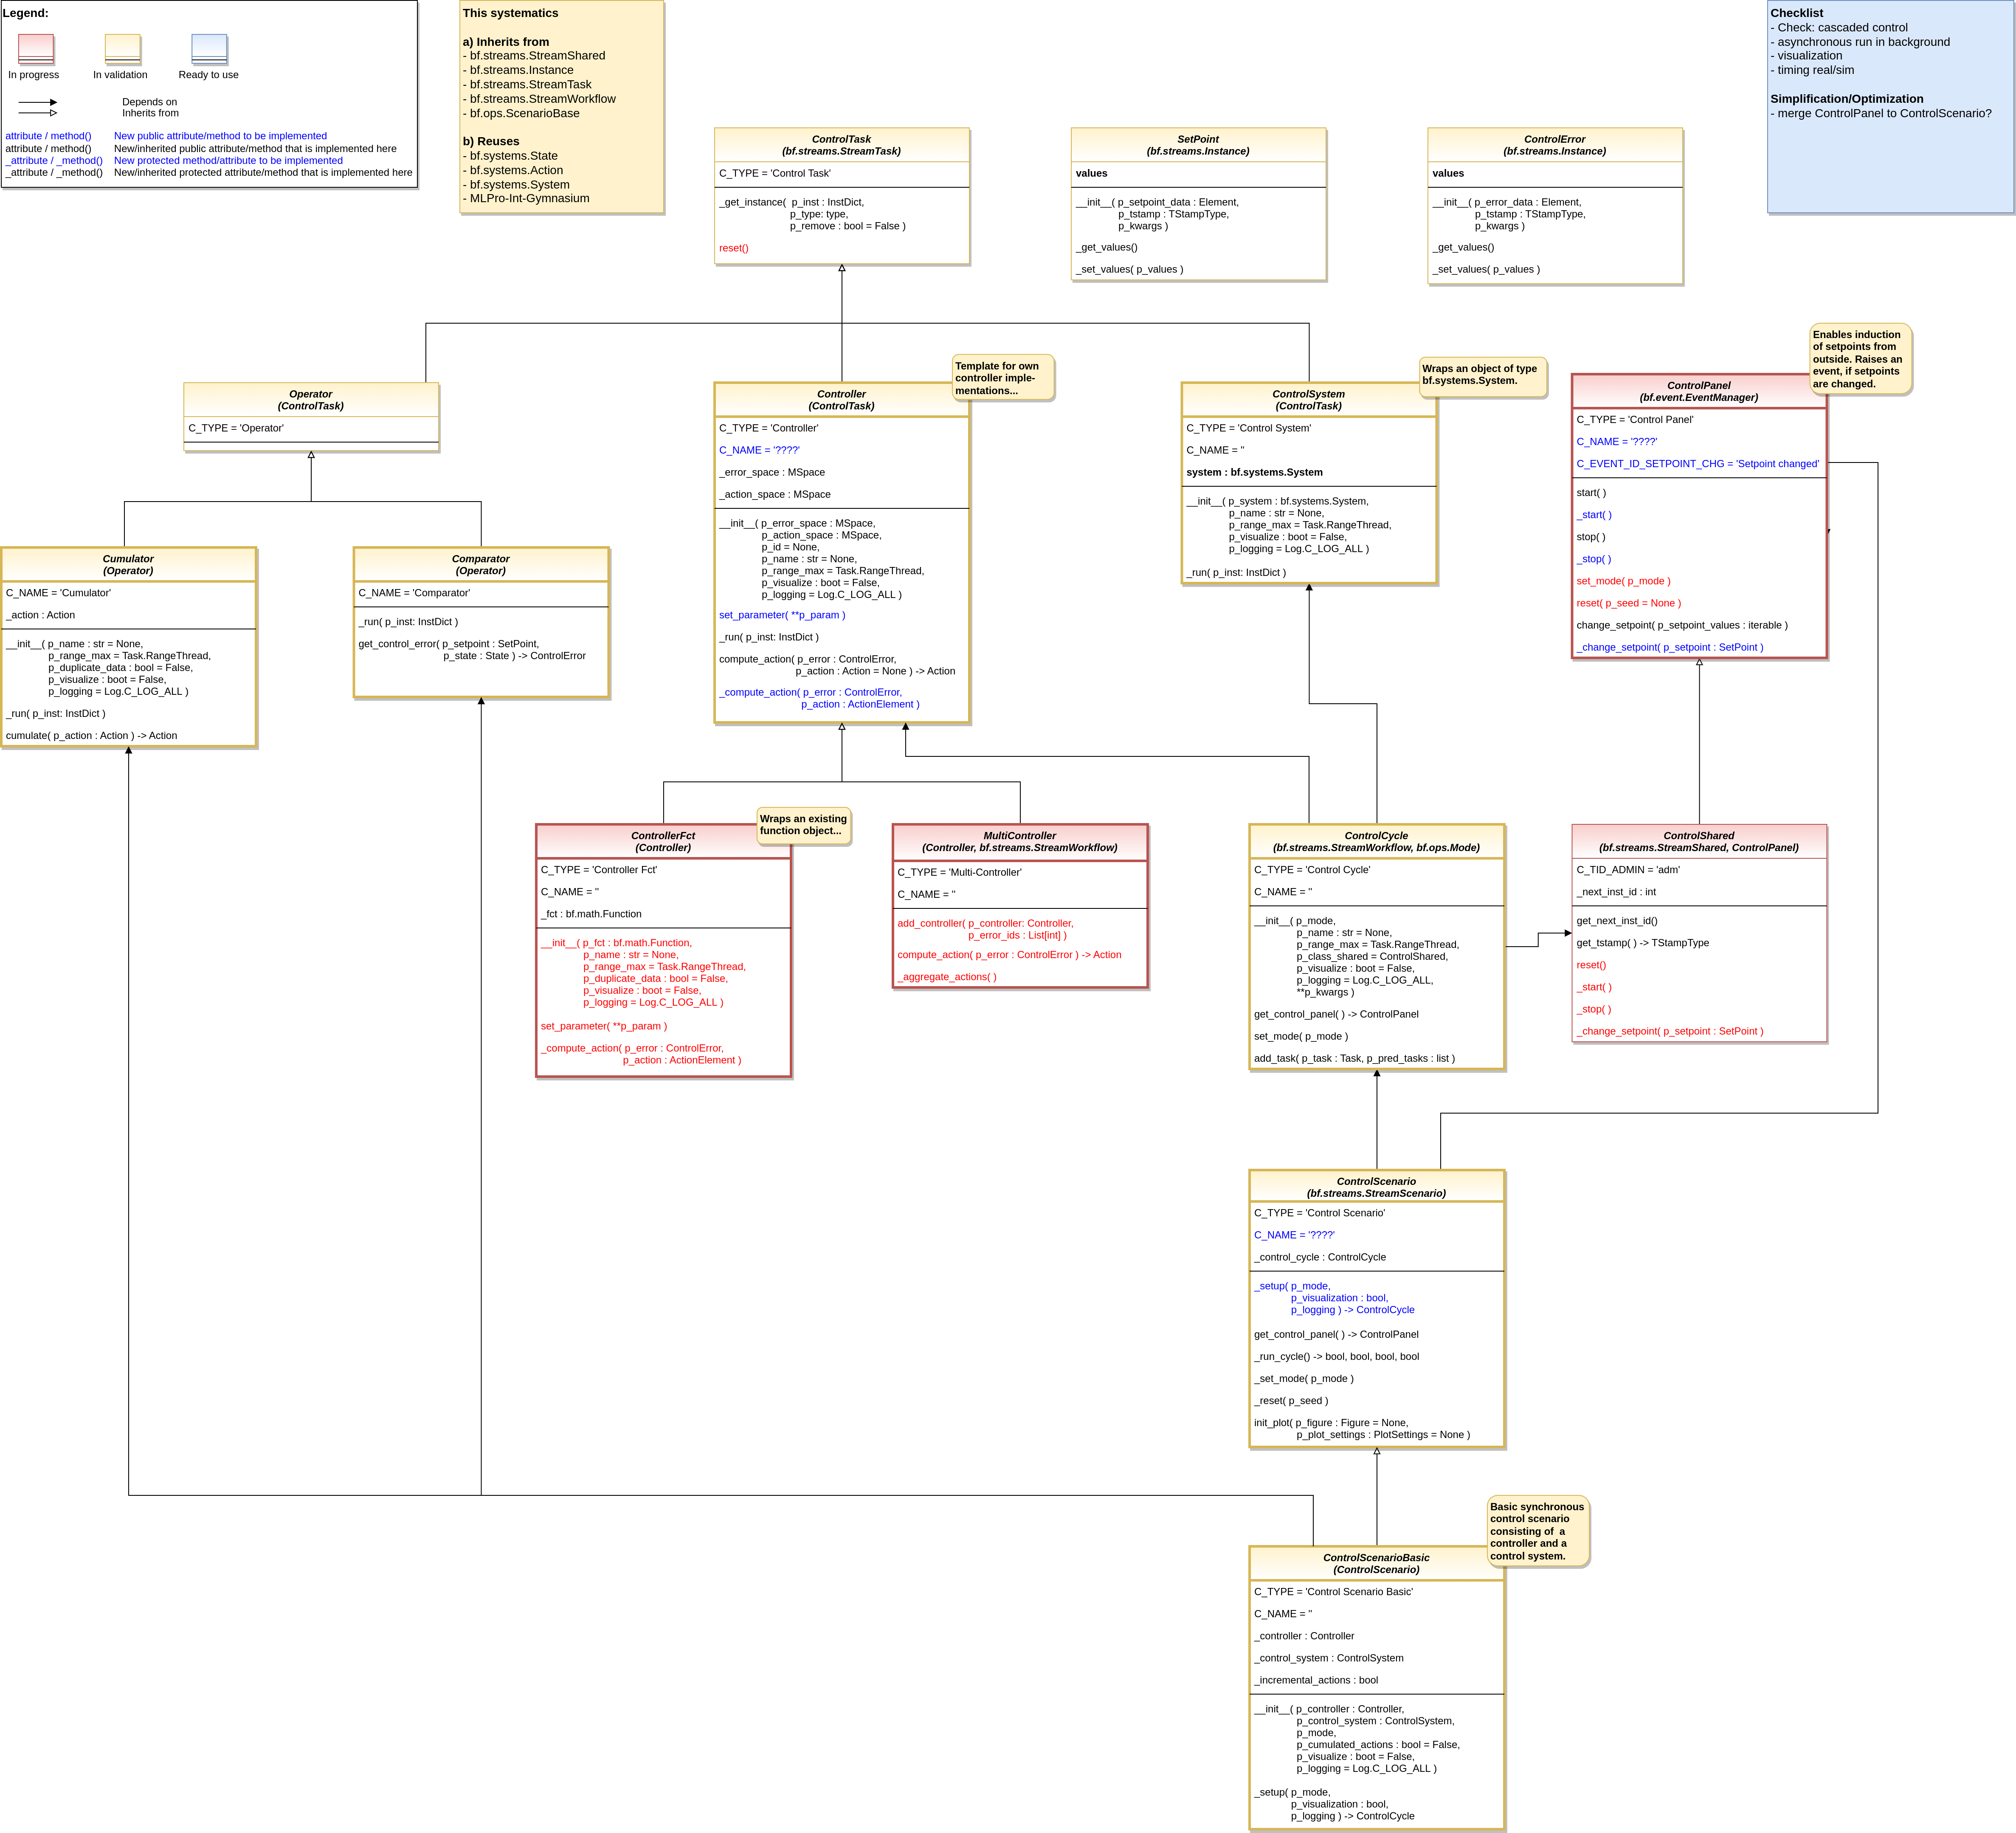 Legend:
In progress
In validation
Ready to use
Depends on
Inherits from
attribute / method() New public attribute/method to be implemented
attribute / method() New/inherited public attribute/method that is implemented here
_attribute / _method() New protected method/attribute to be implemented
_attribute / _method() New/inherited protected attribute/method that is implemented here
This systematics
a) Inherits from
- bf.streams.StreamShared
- bf.streams.Instance
- bf.streams.StreamTask
- bf.streams.StreamWorkflow
- bf.ops.ScenarioBase
b) Reuses
- bf.systems.State
- bf.systems.Action
- bf.systems.System
- MLPro-Int-Gymnasium
Checklist
- Check: cascaded control
- asynchronous run in background
- visualization
- timing real/sim
Simplification/Optimization
- merge ControlPanel to ControlScenario?
ControlTask
(bf.streams.StreamTask)
C_TYPE = 'Control Task'
_get_instance( p_inst : InstDict,
p_type: type,
p_remove : bool = False )
reset()
SetPoint
(bf.streams.Instance)
values
__init__( p_setpoint_data : Element,
p_tstamp : TStampType,
p_kwargs )
_get_values()
_set_values( p_values )
ControlError
(bf.streams.Instance)
values
__init__( p_error_data : Element,
p_tstamp : TStampType,
p_kwargs )
_get_values()
_set_values( p_values )
Operator
(ControlTask)
C_TYPE = 'Operator'
Controller
(ControlTask)
Template for own
controller imple-
mentations...
C_TYPE = 'Controller'
C_NAME = '????'
_error_space : MSpace
_action_space : MSpace
__init__( p_error_space : MSpace,
p_action_space : MSpace,
p_id = None,
p_name : str = None,
p_range_max = Task.RangeThread,
p_visualize : boot = False,
p_logging = Log.C_LOG_ALL )
set_parameter( **p_param )
_run( p_inst: InstDict )
compute_action( p_error : ControlError,
p_action : Action = None ) -> Action
_compute_action( p_error : ControlError,
p_action : ActionElement )
ControlSystem
(ControlTask)
Wraps an object of type
bf.systems.System.
C_TYPE = 'Control System'
C_NAME = ''
system : bf.systems.System
__init__( p_system : bf.systems.System,
p_name : str = None,
p_range_max = Task.RangeThread,
p_visualize : boot = False,
p_logging = Log.C_LOG_ALL )
_run( p_inst: InstDict )
ControlPanel
(bf.event.EventManager)
Enables induction
of setpoints from
outside. Raises an
event, if setpoints
are changed.
C_TYPE = 'Control Panel'
C_NAME = '????'
C_EVENT_ID_SETPOINT_CHG = 'Setpoint changed'
start( )
_start( )
stop( )
_stop( )
set_mode( p_mode )
reset( p_seed = None )
change_setpoint( p_setpoint_values : iterable )
_change_setpoint( p_setpoint : SetPoint )
Cumulator
(Operator)
C_NAME = 'Cumulator'
_action : Action
__init__( p_name : str = None,
p_range_max = Task.RangeThread,
p_duplicate_data : bool = False,
p_visualize : boot = False,
p_logging = Log.C_LOG_ALL )
_run( p_inst: InstDict )
cumulate( p_action : Action ) -> Action
Comparator
(Operator)
C_NAME = 'Comparator'
_run( p_inst: InstDict )
get_control_error( p_setpoint : SetPoint,
p_state : State ) -> ControlError
ControllerFct
(Controller)
Wraps an existing
function object...
C_TYPE = 'Controller Fct'
C_NAME = ''
_fct : bf.math.Function
__init__( p_fct : bf.math.Function,
p_name : str = None,
p_range_max = Task.RangeThread,
p_duplicate_data : bool = False,
p_visualize : boot = False,
p_logging = Log.C_LOG_ALL )
set_parameter( **p_param )
_compute_action( p_error : ControlError,
p_action : ActionElement )
MultiController
(Controller, bf.streams.StreamWorkflow)
C_TYPE = 'Multi-Controller'
C_NAME = ''
add_controller( p_controller: Controller,
p_error_ids : List[int] )
compute_action( p_error : ControlError ) -> Action
_aggregate_actions( )
ControlCycle
(bf.streams.StreamWorkflow, bf.ops.Mode)
C_TYPE = 'Control Cycle'
C_NAME = ''
__init__( p_mode,
p_name : str = None,
p_range_max = Task.RangeThread,
p_class_shared = ControlShared,
p_visualize : boot = False,
p_logging = Log.C_LOG_ALL,
**p_kwargs )
get_control_panel( ) -> ControlPanel
set_mode( p_mode )
add_task( p_task : Task, p_pred_tasks : list )
ControlShared
(bf.streams.StreamShared, ControlPanel)
C_TID_ADMIN = 'adm'
_next_inst_id : int
get_next_inst_id()
get_tstamp( ) -> TStampType
reset()
_start( )
_stop( )
_change_setpoint( p_setpoint : SetPoint )
ControlScenario
(bf.streams.StreamScenario)
C_TYPE = 'Control Scenario'
C_NAME = '????'
_control_cycle : ControlCycle
_setup( p_mode,
p_visualization : bool,
p_logging ) -> ControlCycle
get_control_panel( ) -> ControlPanel
_run_cycle() -> bool, bool, bool, bool
_set_mode( p_mode )
_reset( p_seed )
init_plot( p_figure : Figure = None,
p_plot_settings : PlotSettings = None )
ControlScenarioBasic
(ControlScenario)
Basic synchronous
control scenario
consisting of a
controller and a
control system.
C_TYPE = 'Control Scenario Basic'
C_NAME = ''
_controller : Controller
_control_system : ControlSystem
_incremental_actions : bool
__init__( p_controller : Controller,
p_control_system : ControlSystem,
p_mode,
p_cumulated_actions : bool = False,
p_visualize : boot = False,
p_logging = Log.C_LOG_ALL )
_setup( p_mode,
p_visualization : bool,
p_logging ) -> ControlCycle